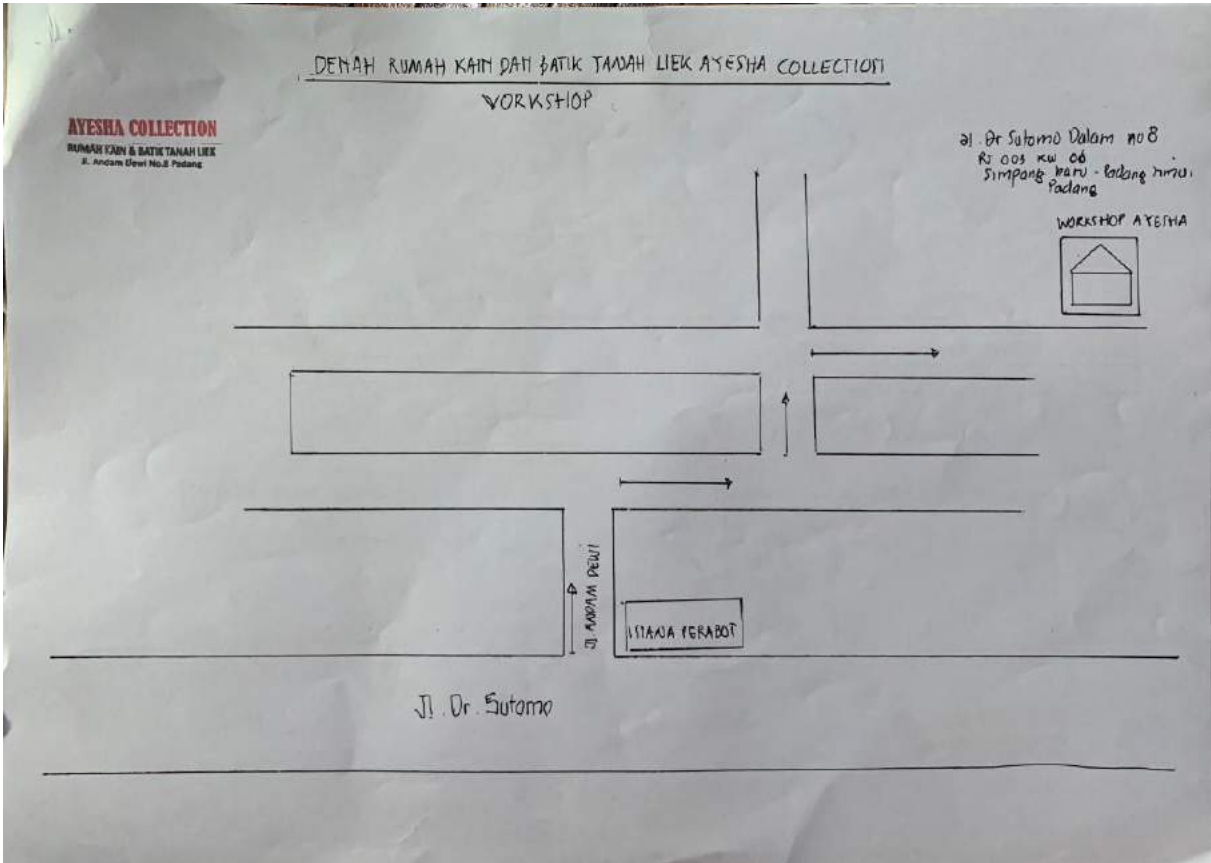 DENAH RUMAH KAIN DAN BATIK TANAH LIEK AYESHA COLLECTION
WORKSHOP
AYESHA COLLECTION
RUMAH KAIN & BATIK TANAH LIEK
Jl. Andam Dewi No.8 Padang
Jl. Dr Sutomo Dalam no 8
Rt 003 RW 06
Simpang haru - Padang
Padang
WORKSHOP AYESHA
Jl. ANDAM DEWI
ISTANA PERABOT
Jl. Dr. Sutomo